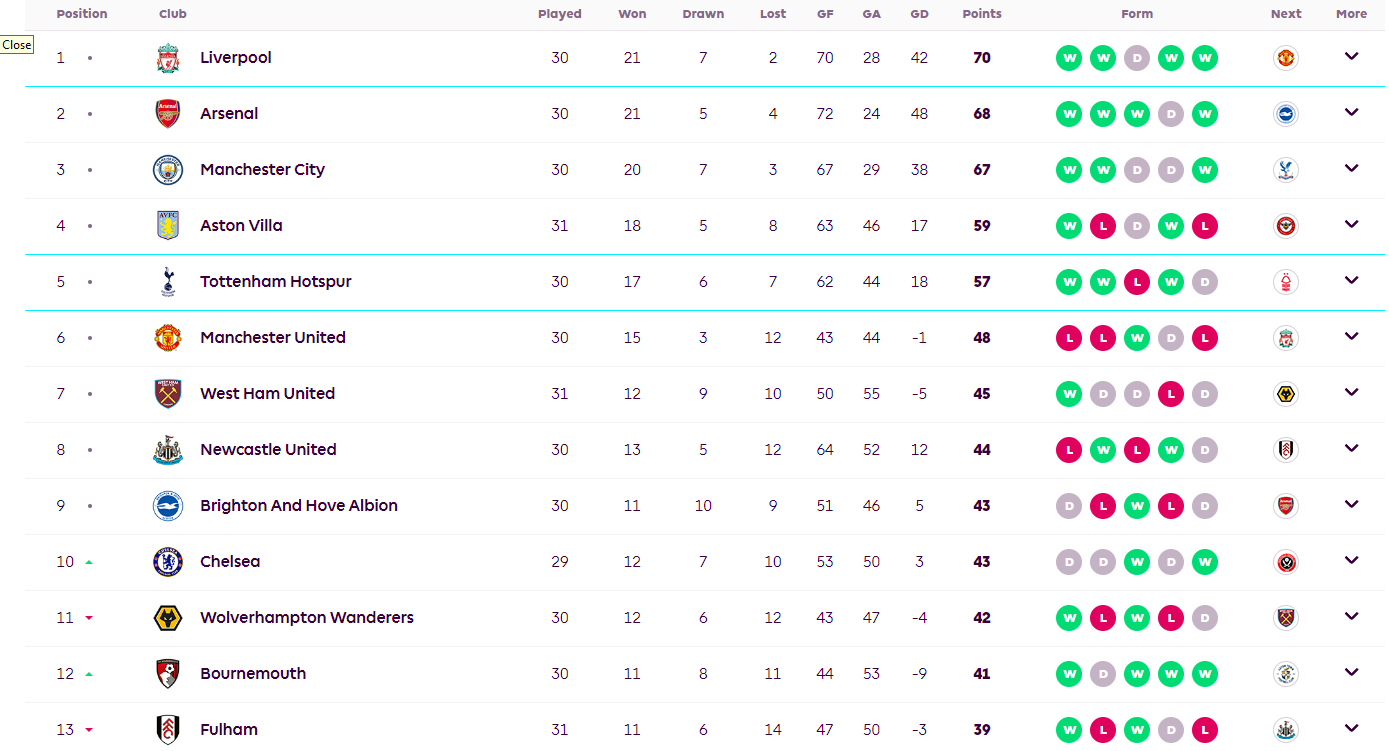 Position Club Played Won Drawn Lost GF GA GD Points Form Next More
Close
1 Liverpool 30 21 7 2 70 28 42 70 W W D W W
2 Arsenal 30 21 5 4 72 24 48 68 W W W D W
3 Manchester City 30 20 7 3 67 29 38 67 W W D D W
4 Aston Villa 31 18 5 8 63 46 17 59 W L D W L
5 Tottenham Hotspur 30 17 6 7 62 44 18 57 W W L W D
6 Manchester United 30 15 3 12 43 44 -1 48 L L W D L
7 West Ham United 31 12 9 10 50 55 -5 45 W D D L D
8 Newcastle United 30 13 5 12 64 52 12 44 L W L W D
9 Brighton And Hove Albion 30 11 10 9 51 46 5 43 D L W L D
10 Chelsea 29 12 7 10 53 50 3 43 D D W D W
11 Wolverhampton Wanderers 30 12 6 12 43 47 -4 42 W L W L D
12 Bournemouth 30 11 8 11 44 53 -9 41 W D W W W
13 Fulham 31 11 6 14 47 50 -3 39 W L W D L